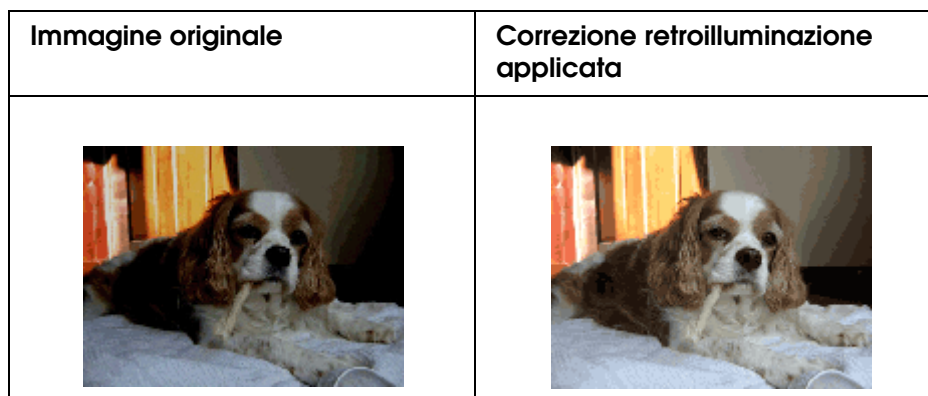 Immagine originale
Correzione retroilluminazione
applicata